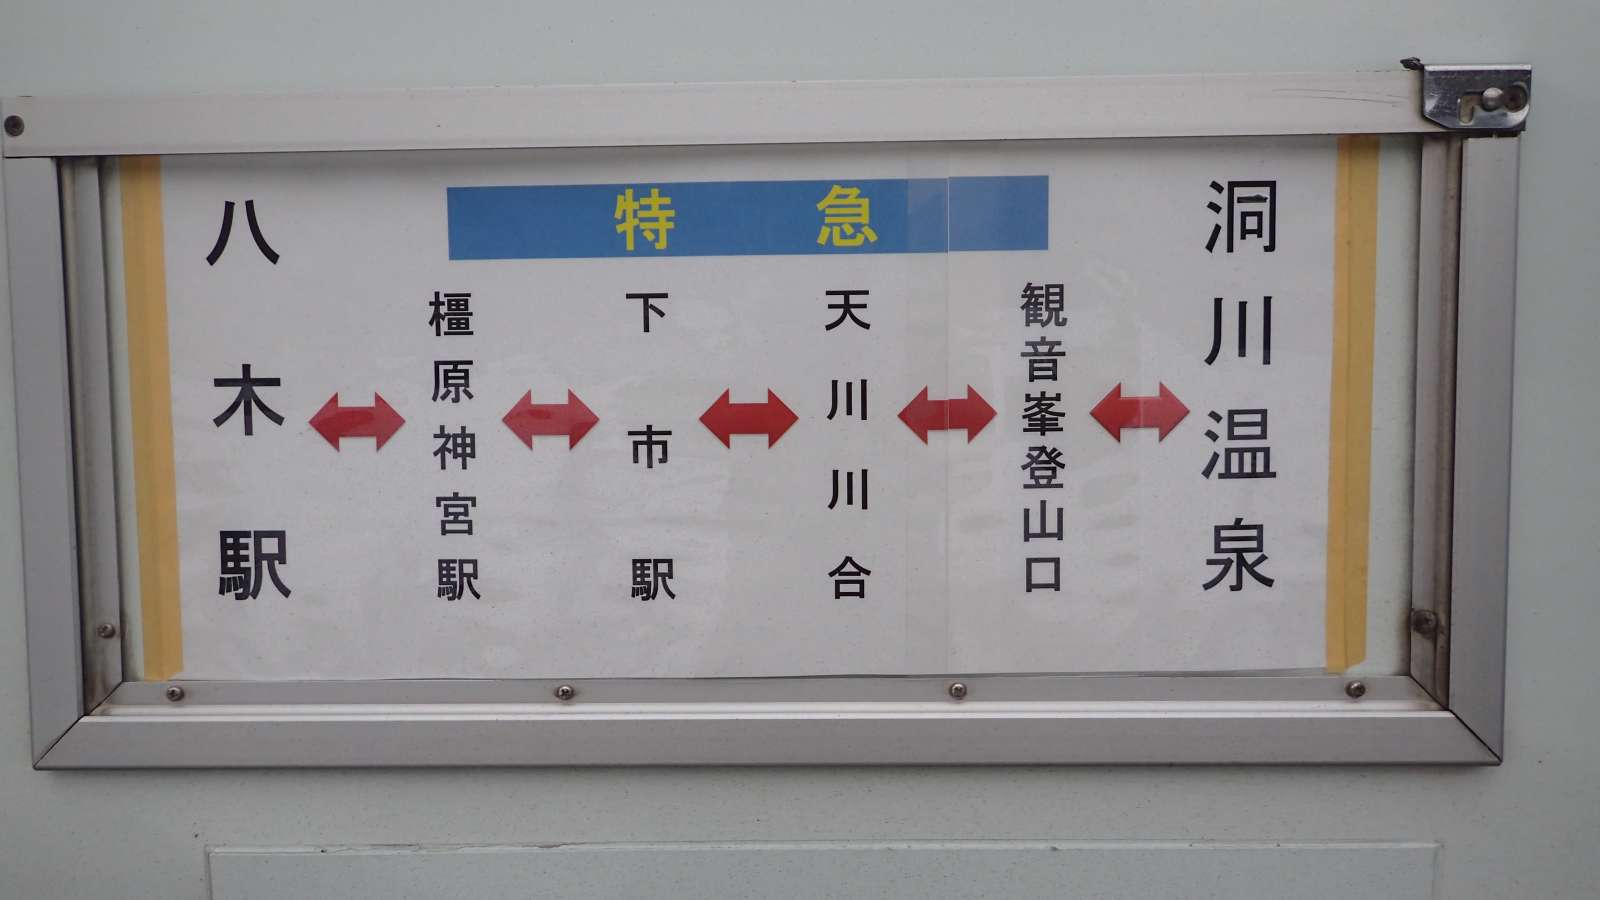 特急
八木駅
橿原神宮駅
下市駅
天川川合
観音峯登山口
洞川温泉